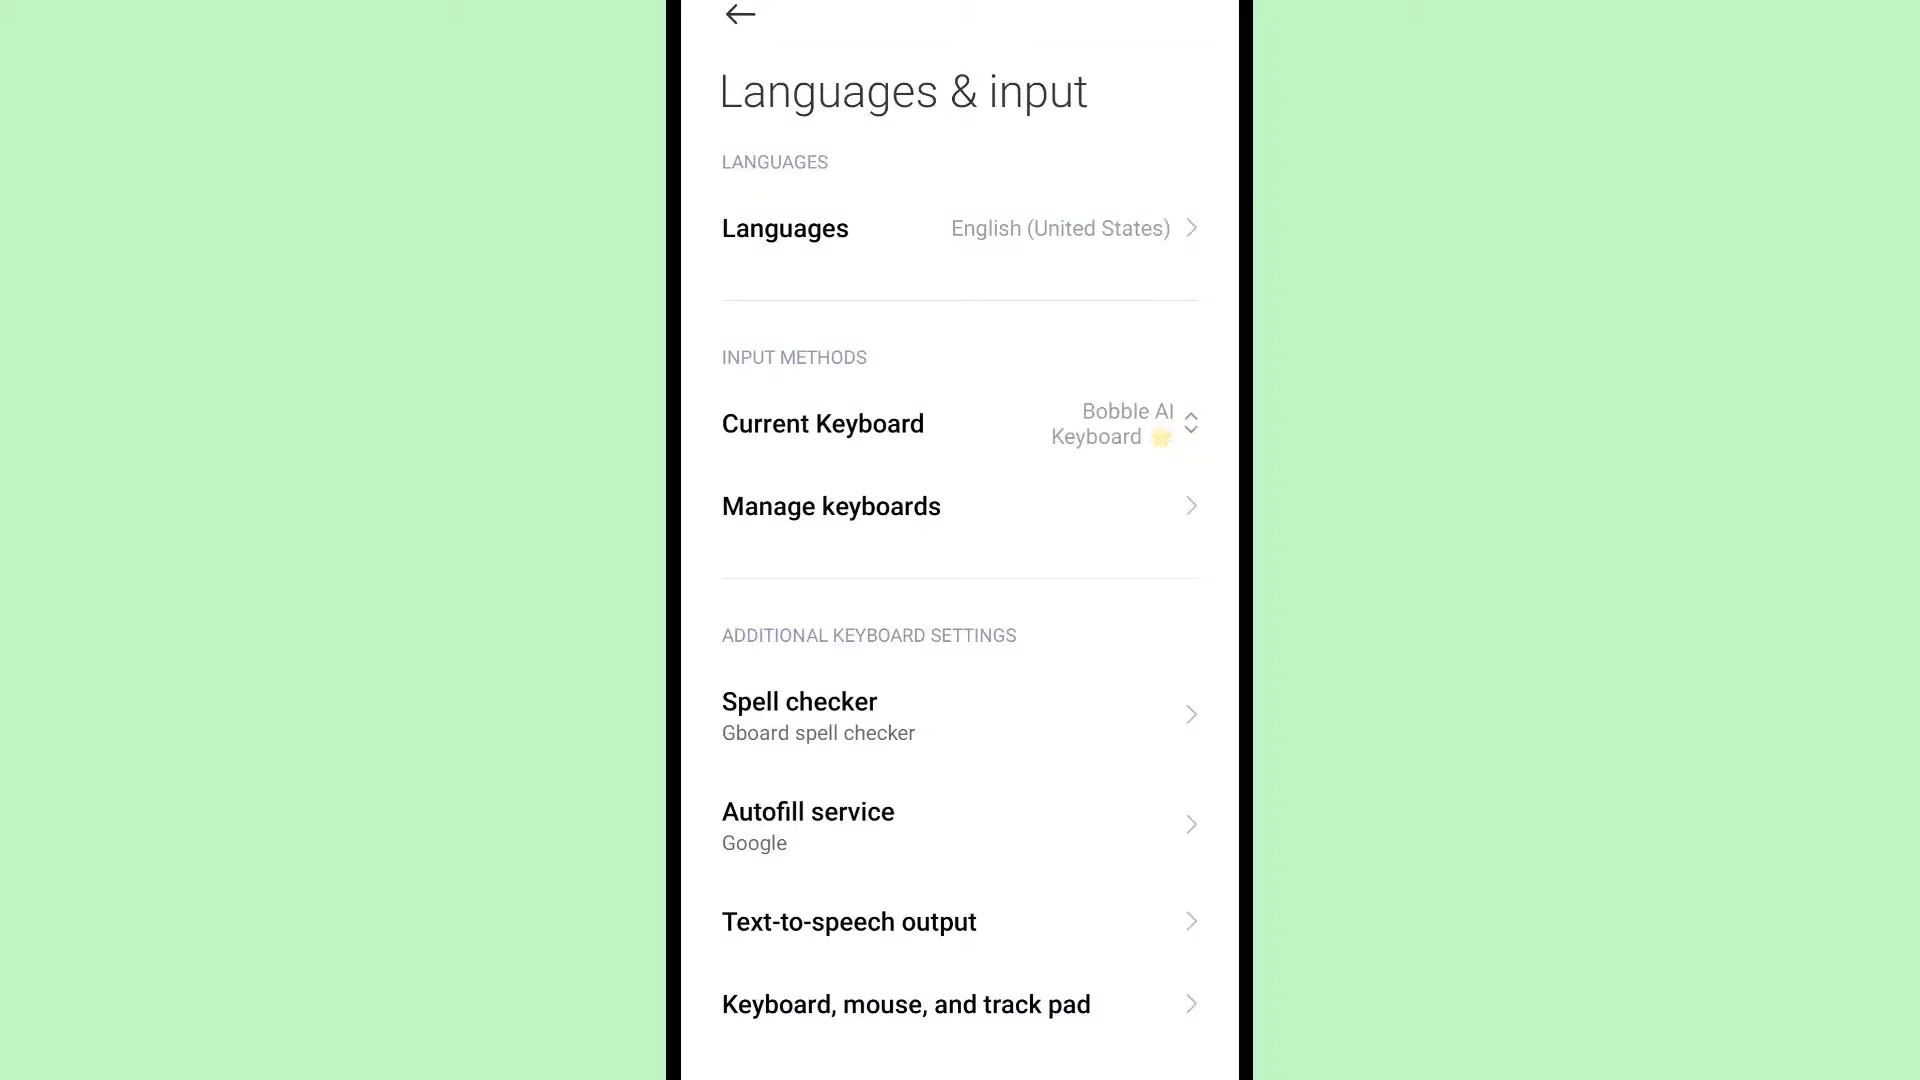 Languages & input
LANGUAGES
Languages English (United States)
INPUT METHODS
Current Keyboard Bobble AI
Keyboard 🌟
Manage keyboards
ADDITIONAL KEYBOARD SETTINGS
Spell checker
Gboard spell checker
Autofill service
Google
Text-to-speech output
Keyboard, mouse, and track pad